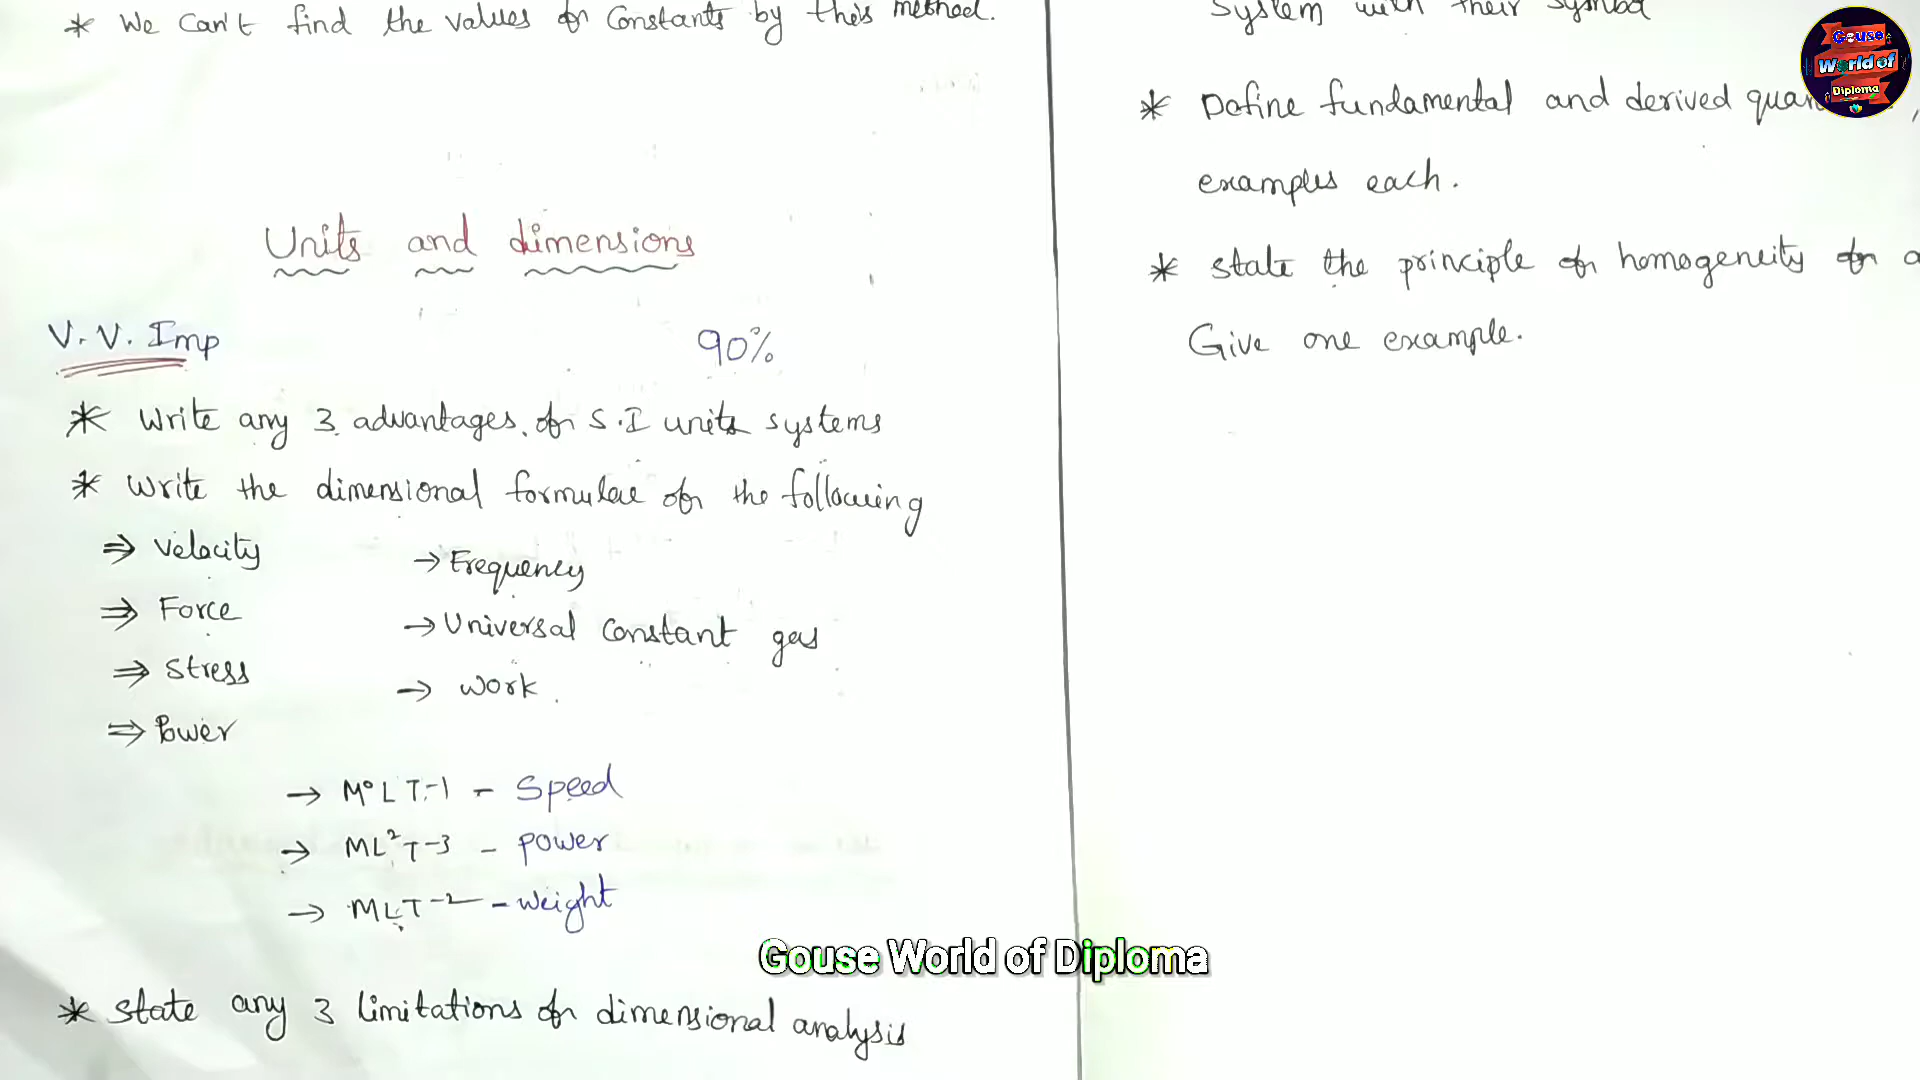 * We can't find the values of constants by this method.
Units and dimensions
V. V. Imp 90%
* Write any 3 advantages of S.I units systems
* Write the dimensional formulae of the following
⇒ Velocity
⇒ Force
⇒ Stress
⇒ Power
→ Frequency
→ Universal constant gas
→ Work.
→ M⁰LT-1 - Speed
→ ML²T-3 - power
→ MLT-2 - weight
* State any 3 limitations of dimensional analysis
System with their symbol
* Define fundamental and derived
examples each.
* State the principle of homogeneity of
Give one example.
Gouse World of Diploma
Gouse
World of
Diploma